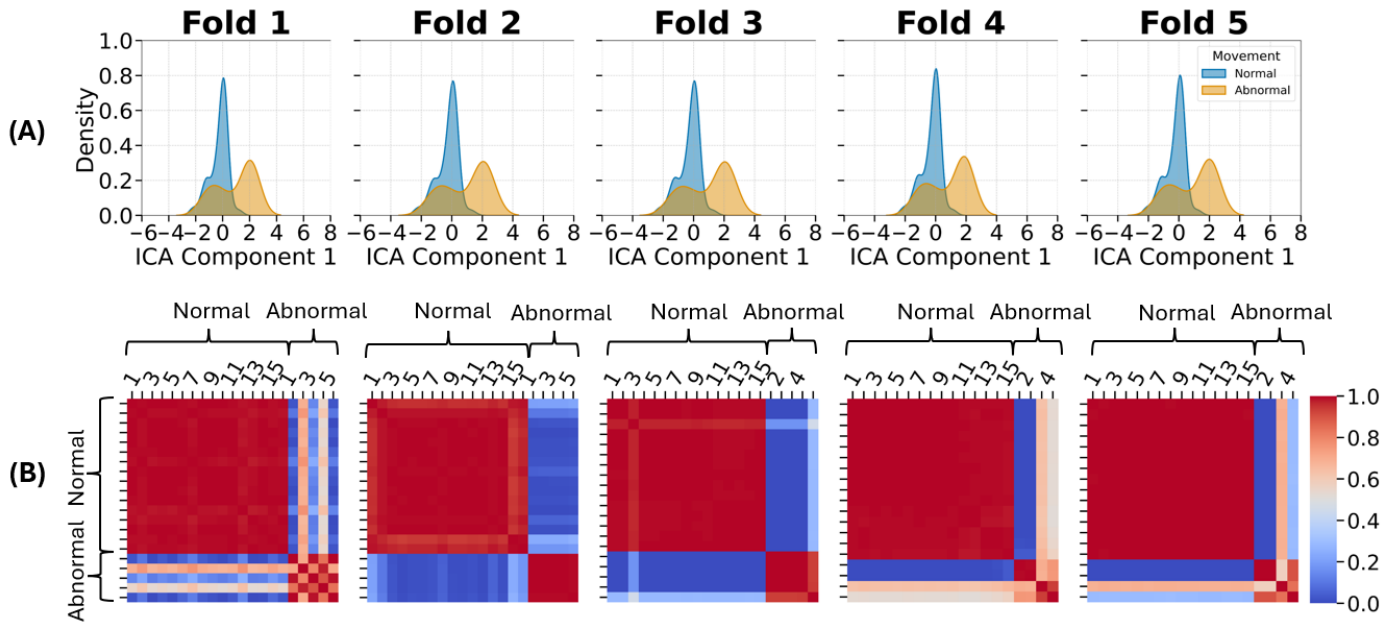 Fold 1 Fold 2 Fold 3 Fold 4 Fold 5
(A)
Density
1.0
0.8
0.6
0.4
0.2
0.0
Movement
Normal
Abnormal
−6 −4 −2 0 2 4 6 8 −6 −4 −2 0 2 4 6 8 −6 −4 −2 0 2 4 6 8 −6 −4 −2 0 2 4 6 8 −6 −4 −2 0 2 4 6 8
ICA Component 1 ICA Component 1 ICA Component 1 ICA Component 1 ICA Component 1
Normal Abnormal Normal Abnormal Normal Abnormal Normal Abnormal Normal Abnormal
1 3 5 7 9 11 13 15 1 3 5 1 3 5 7 9 11 13 15 1 3 5 1 3 5 7 9 11 13 15 2 4 1 3 5 7 9 11 13 15 2 4 1 3 5 7 9 11 13 15 2 4
(B)
Normal
Abnormal
1.0
0.8
0.6
0.4
0.2
0.0